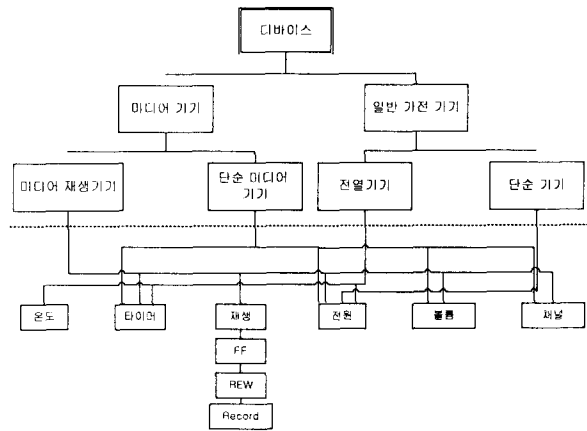 디바이스
미디어 기기
일반 가전 기기
미디어 재생기기
단순 미디어
기기
전열기기
단순 기기
온도
타이머
재생
전원
볼륨
채널
FF
REW
Record